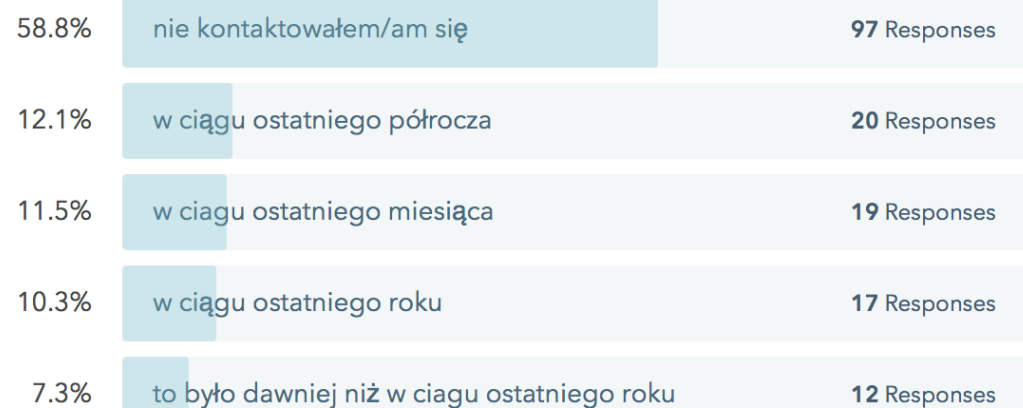 58.8% nie kontaktowałem/am się 97 Responses
12.1% w ciągu ostatniego półrocza 20 Responses
11.5% w ciagu ostatniego miesiąca 19 Responses
10.3% w ciągu ostatniego roku 17 Responses
7.3% to było dawniej niż w ciagu ostatniego roku 12 Responses